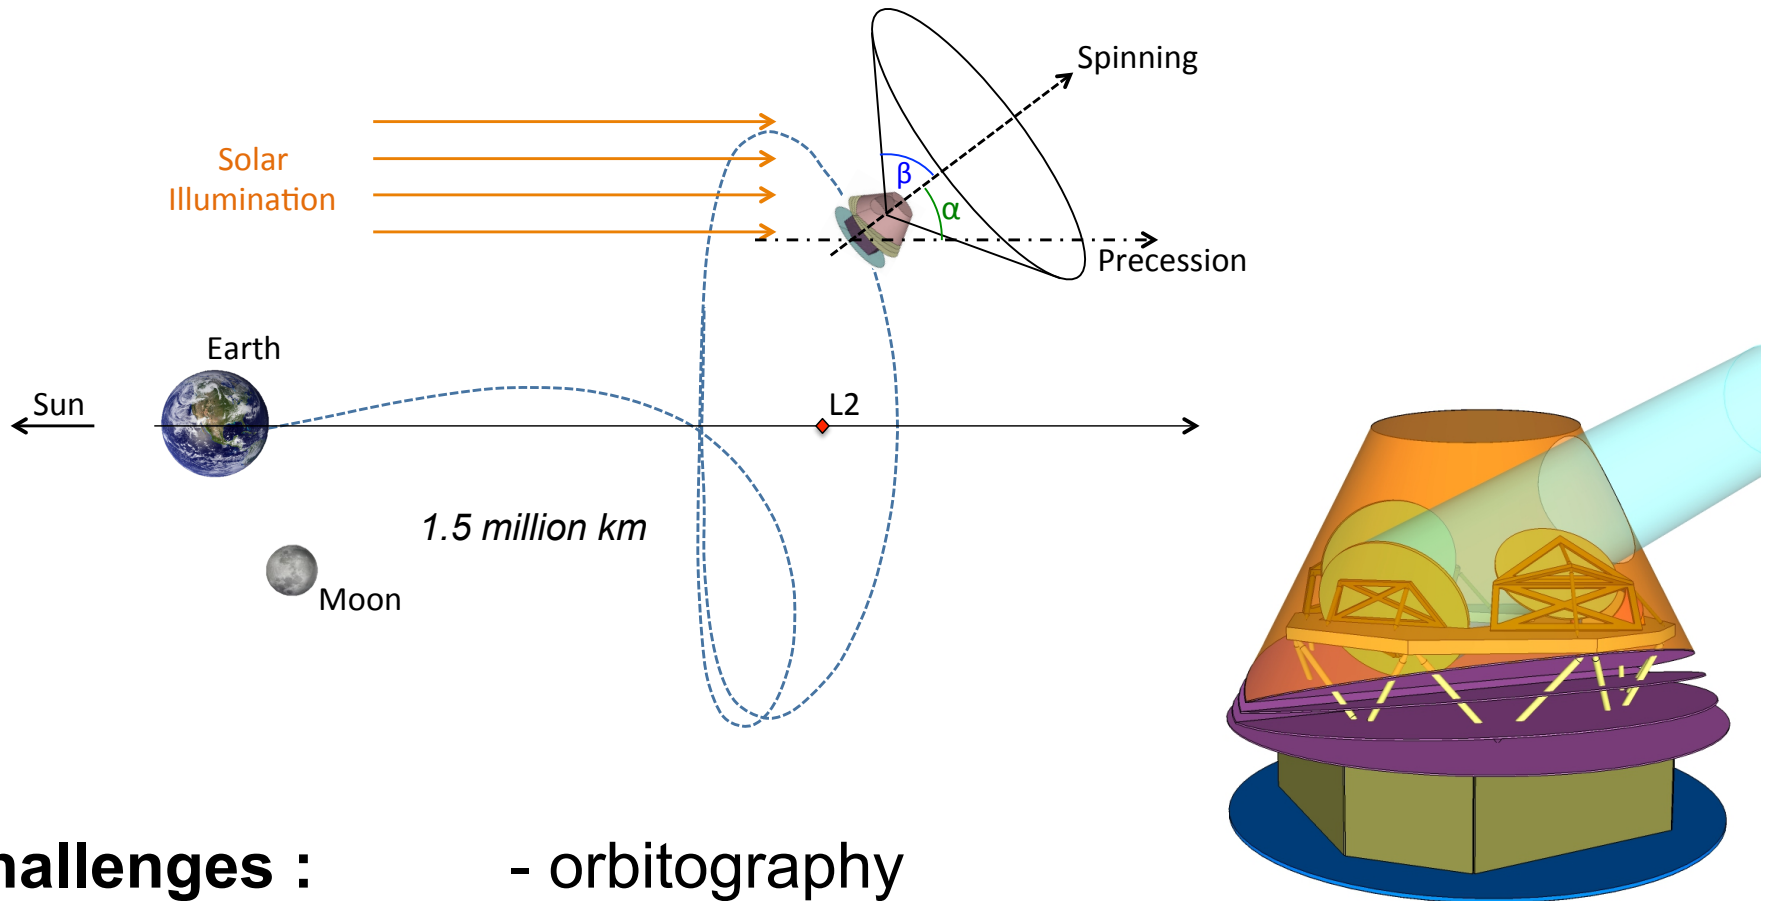 Spinning
Solar
Illumination
β
α
Precession
Earth
Sun
L2
1.5 million km
Moon
hallenges : - orbitography